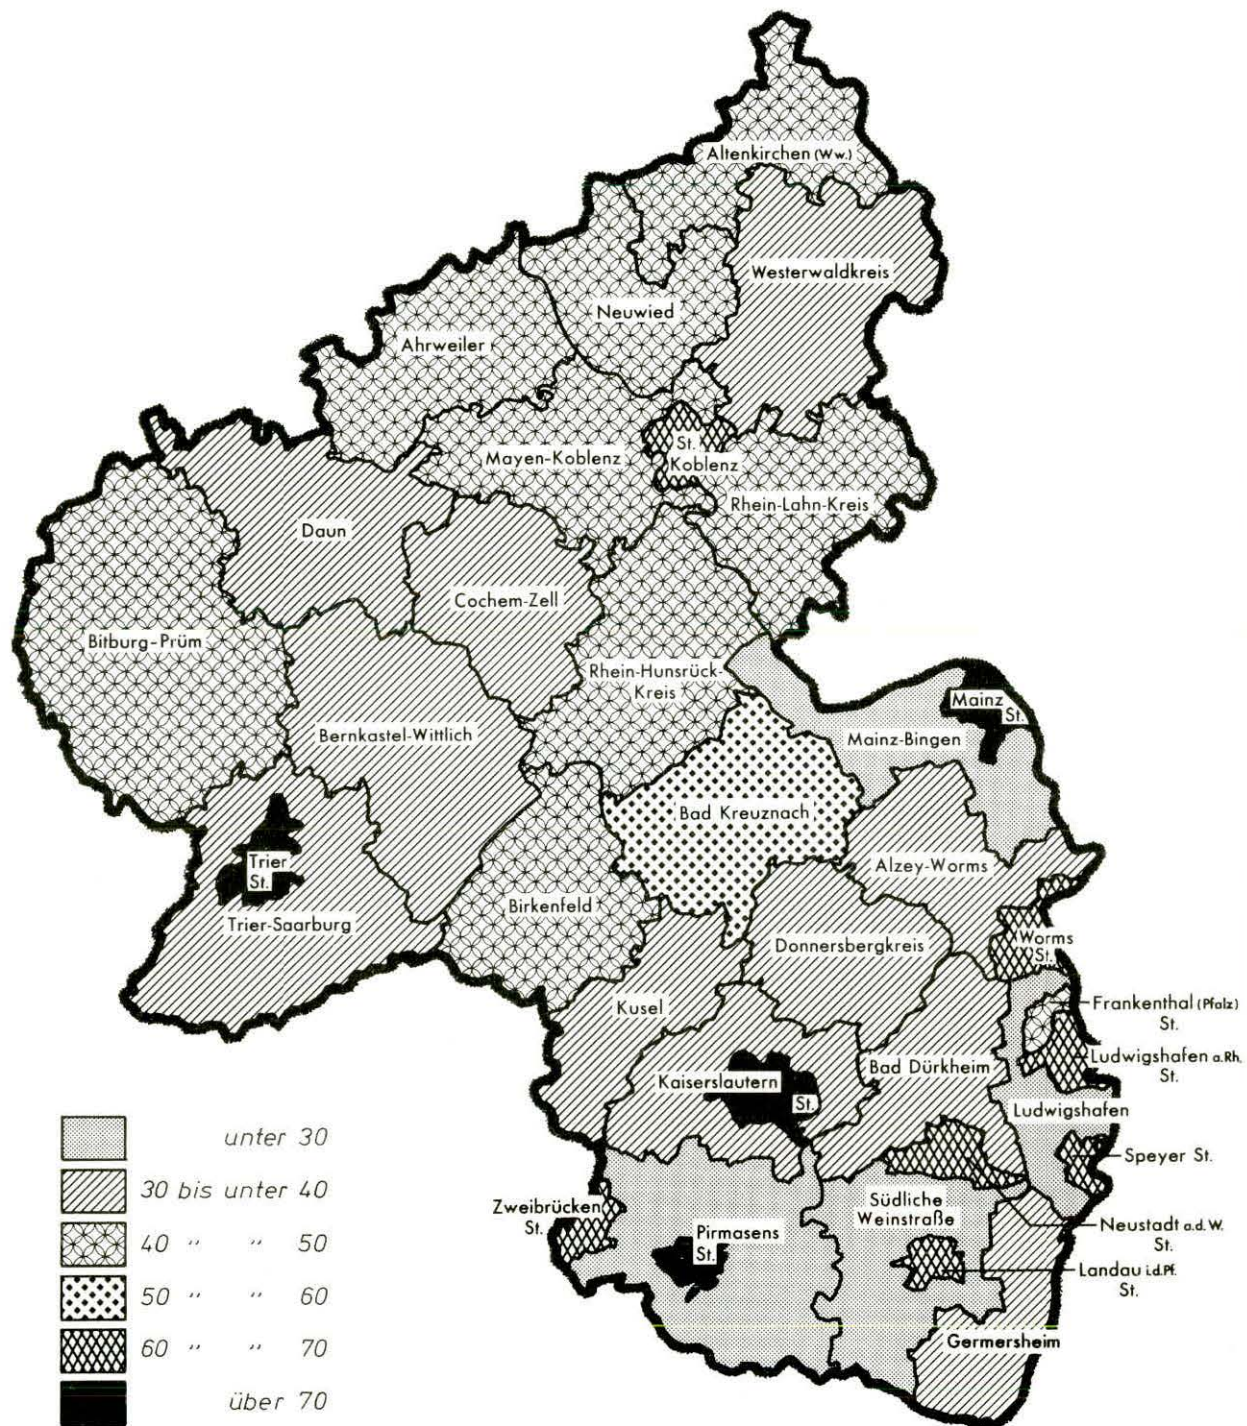 Altenkirchen (Ww.)
Westerwaldkreis
Neuwied
Ahrweiler
St.
Koblenz
Mayen-Koblenz
Rhein-Lahn-Kreis
Daun
Cochem-Zell
Bitburg-Prüm
Rhein-Hunsrück-
Kreis
Mainz
St.
Bernkastel-Wittlich
Mainz-Bingen
Bad Kreuznach
Trier
St.
Alzey-Worms
Birkenfeld
Trier-Saarburg
Donnersbergkreis
Worms
St.
Kusel
Frankenthal (Pfalz)
St.
Ludwigshafen a.Rh.
St.
Bad Dürkheim
Kaiserslautern
St.
Ludwigshafen
Speyer St.
Zweibrücken
St.
Südliche
Weinstraße
Pirmasens
St.
Neustadt a.d.W.
St.
Landau i.d.Pf.
St.
Germersheim
unter 30
30 bis unter 40
40 " " 50
50 " " 60
60 " " 70
über 70